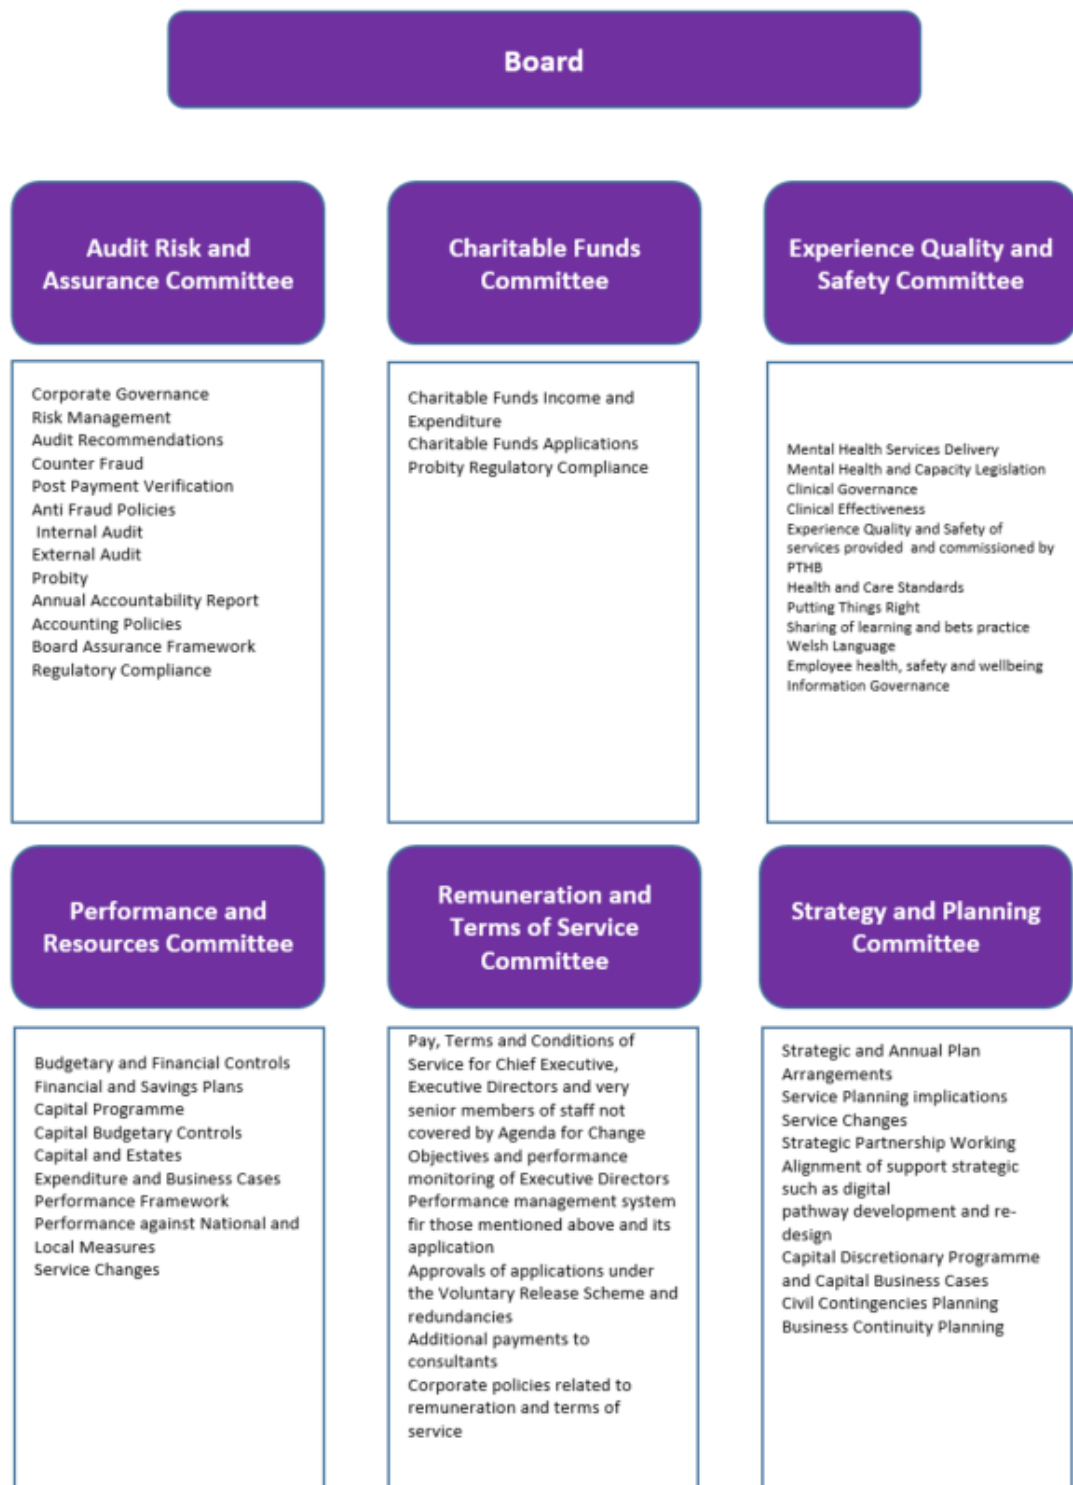 Board
Audit Risk and
Assurance Committee
Charitable Funds
Committee
Experience Quality and
Safety Committee
Corporate Governance
Risk Management
Audit Recommendations
Counter Fraud
Post Payment Verification
Anti Fraud Policies
Internal Audit
External Audit
Probity
Annual Accountability Report
Accounting Policies
Board Assurance Framework
Regulatory Compliance
Charitable Funds Income and
Expenditure
Charitable Funds Applications
Probity Regulatory Compliance
Mental Health Services Delivery
Mental Health and Capacity Legislation
Clinical Governance
Clinical Effectiveness
Experience Quality and Safety of
services provided and commissioned by
PTHB
Health and Care Standards
Putting Things Right
Sharing of learning and bets practice
Welsh Language
Employee health, safety and wellbeing
Information Governance
Performance and
Resources Committee
Remuneration and
Terms of Service
Committee
Strategy and Planning
Committee
Budgetary and Financial Controls
Financial and Savings Plans
Capital Programme
Capital Budgetary Controls
Capital and Estates
Expenditure and Business Cases
Performance Framework
Performance against National and
Local Measures
Service Changes
Pay, Terms and Conditions of
Service for Chief Executive,
Executive Directors and very
senior members of staff not
covered by Agenda for Change
Objectives and performance
monitoring of Executive Directors
Performance management system
fir those mentioned above and its
application
Approvals of applications under
the Voluntary Release Scheme and
redundancies
Additional payments to
consultants
Corporate policies related to
remuneration and terms of
service
Strategic and Annual Plan
Arrangements
Service Planning implications
Service Changes
Strategic Partnership Working
Alignment of support strategic
such as digital
pathway development and re-
design
Capital Discretionary Programme
and Capital Business Cases
Civil Contingencies Planning
Business Continuity Planning